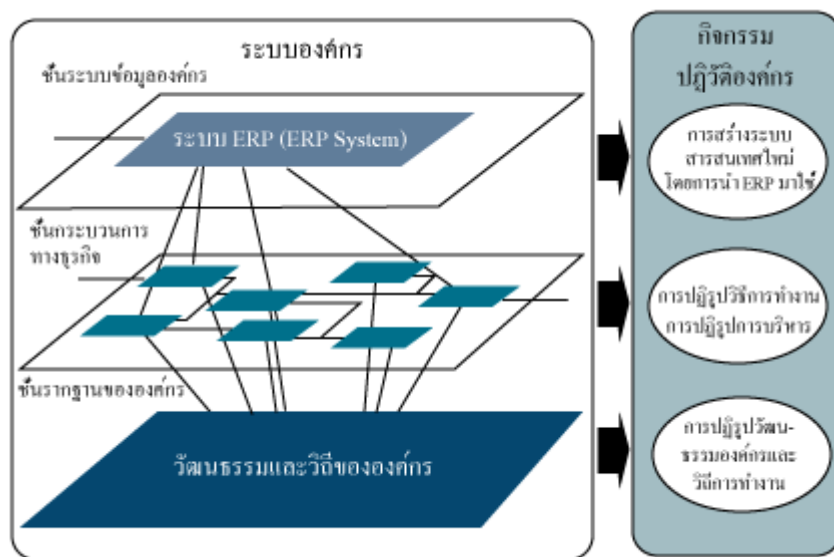 ระบบองค์กร
ชั้นระบบข้อมูลองค์กร
ระบบ ERP (ERP System)
ชั้นกระบวนการ
ทางธุรกิจ
ชั้นรากฐานขององค์กร
วัฒนธรรมและวิถีขององค์กร
กิจกรรม
ปฏิวัติองค์กร
การสร้างระบบ
สารสนเทศใหม่
โดยการนำ ERP มาใช้
การปฏิรูปวิธีการทำงาน
การปฏิรูปการบริหาร
การปฏิรูปวัฒน-
ธรรมองค์กรและ
วิถีการทำงาน